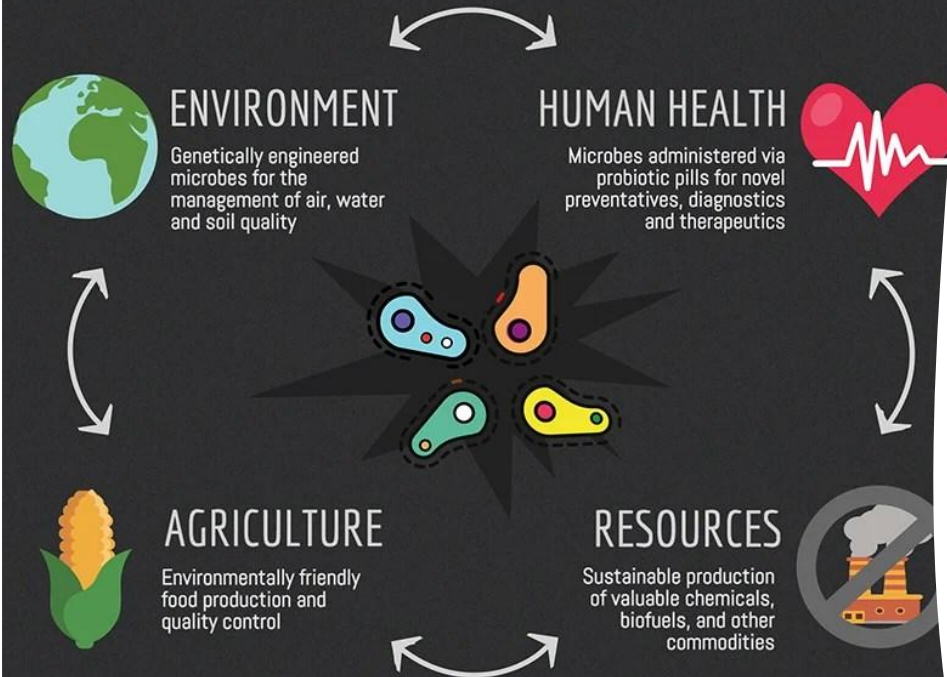 ENVIRONMENT
Genetically engineered
microbes for the
management of air, water
and soil quality
HUMAN HEALTH
Microbes administered via
probiotic pills for novel
preventatives, diagnostics
and therapeutics
AGRICULTURE
Environmentally friendly
food production and
quality control
RESOURCES
Sustainable production
of valuable chemicals,
biofuels, and other
commodities